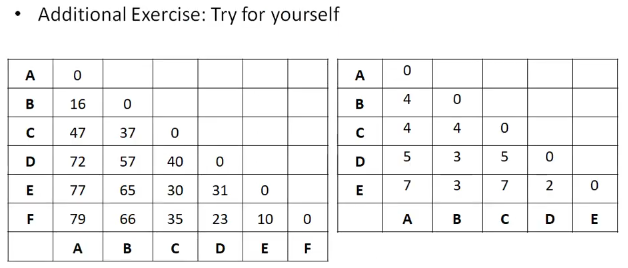 • Additional Exercise: Try for yourself
A 0
B 16 0
C 47 37 0
D 72 57 40 0
E 77 65 30 31 0
F 79 66 35 23 10 0
A B C D E F
A 0
B 4 0
C 4 4 0
D 5 3 5 0
E 7 3 7 2 0
A B C D E